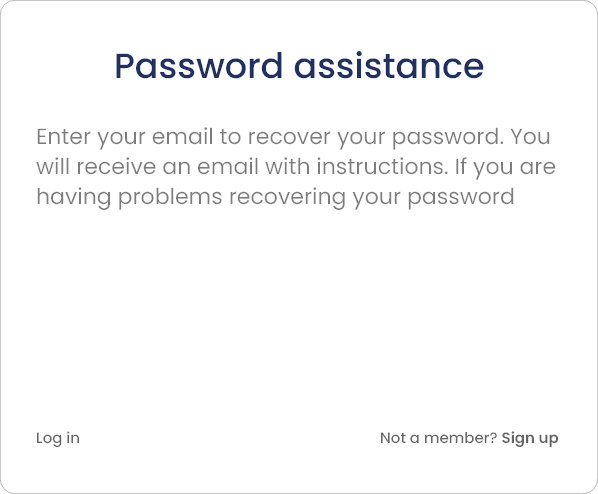 Password assistance
Enter your email to recover your password. You
will receive an email with instructions. If you are
having problems recovering your password
Log in
Not a member? Sign up